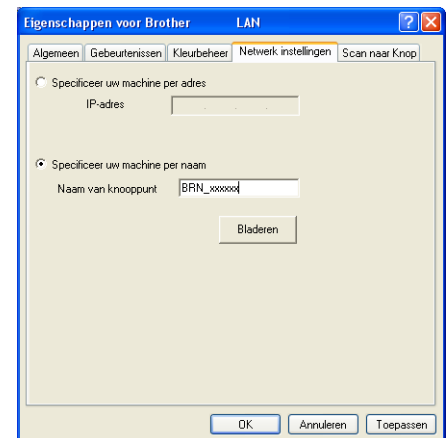 Eigenschappen voor Brother LAN
Algemeen Gebeurtenissen Kleurbeheer Netwerk instellingen Scan naar Knop
Specificeer uw machine per adres
IP-adres . . .
Specificeer uw machine per naam
Naam van knooppunt BRN_xxxxxx
Bladeren
OK Annuleren Toepassen